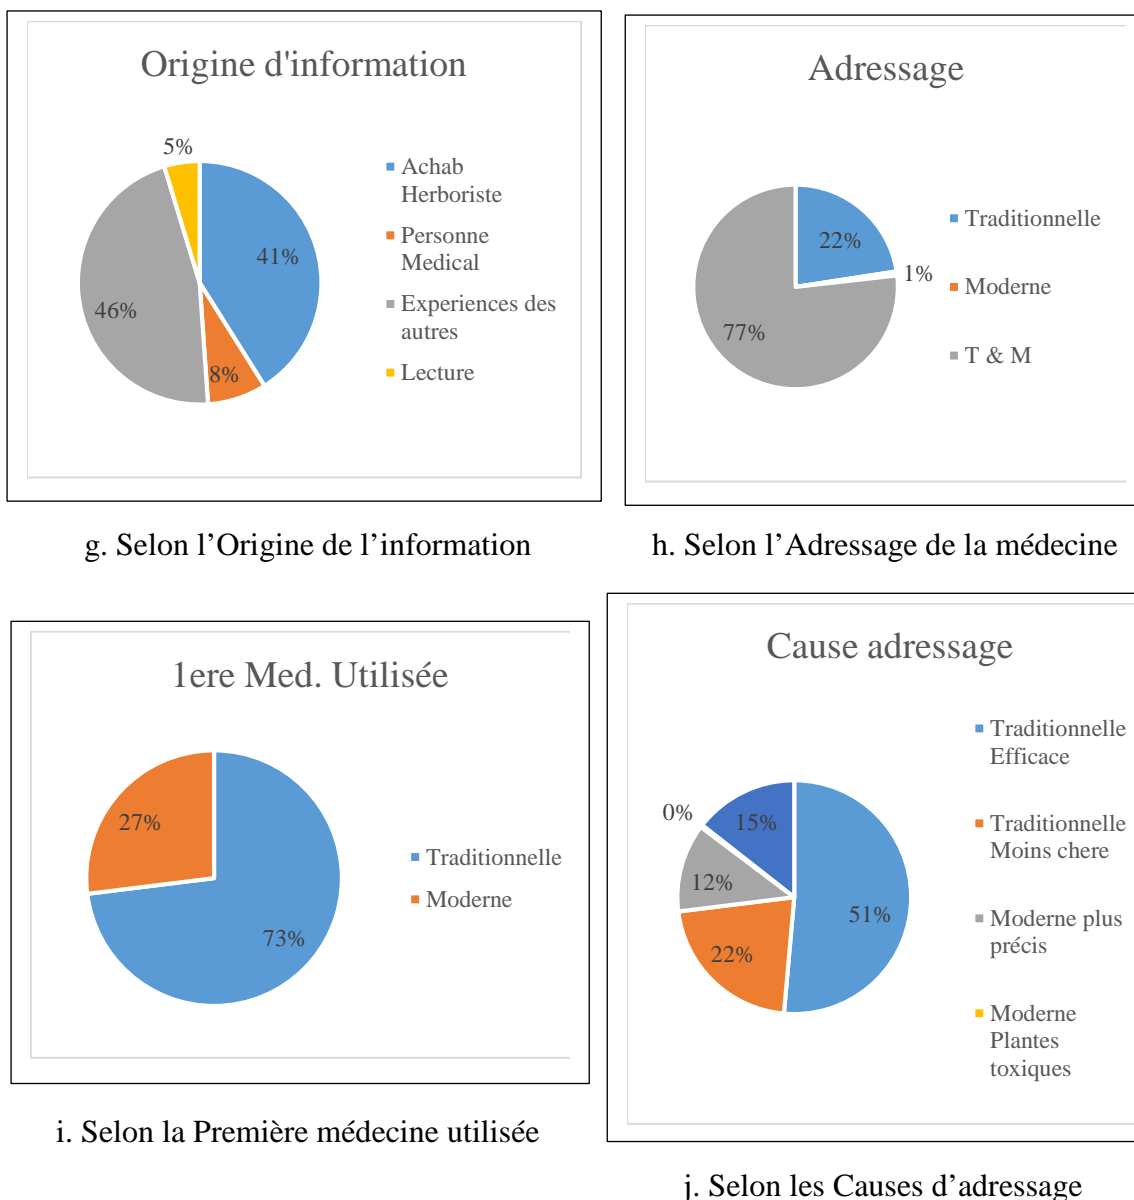 Origine d'information
5%
41%
46%
8%
Achab
Herboriste
Personne
Medical
Experiences des
autres
Lecture
g. Selon l’Origine de l’information
Adressage
22%
1%
77%
Traditionnelle
Moderne
T & M
h. Selon l’Adressage de la médecine
1ere Med. Utilisée
27%
73%
Traditionnelle
Moderne
i. Selon la Première médecine utilisée
Cause adressage
0%
15%
12%
51%
22%
Traditionnelle
Efficace
Traditionnelle
Moins chere
Moderne plus
précis
Moderne
Plantes
toxiques
j. Selon les Causes d’adressage